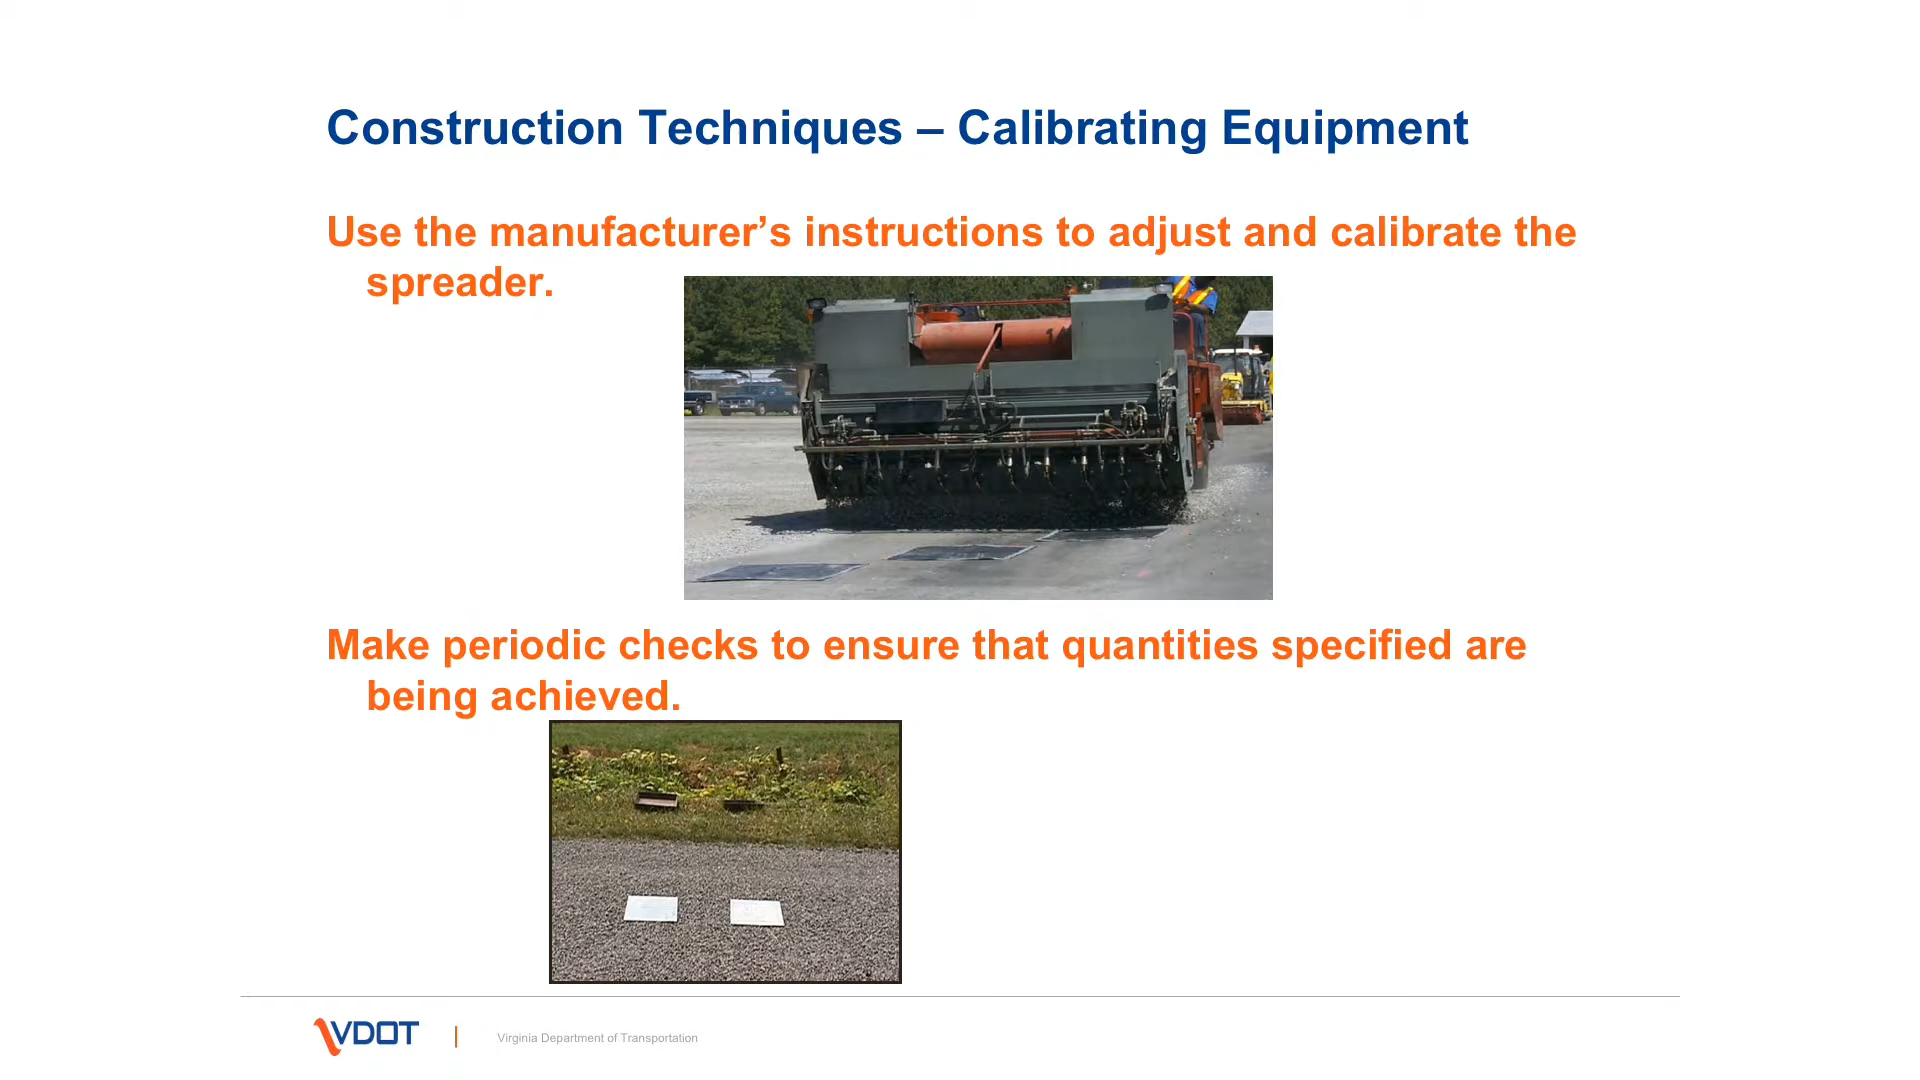 Construction Techniques – Calibrating Equipment
Use the manufacturer’s instructions to adjust and calibrate the
spreader.
Make periodic checks to ensure that quantities specified are
being achieved.
VDOT
Virginia Department of Transportation